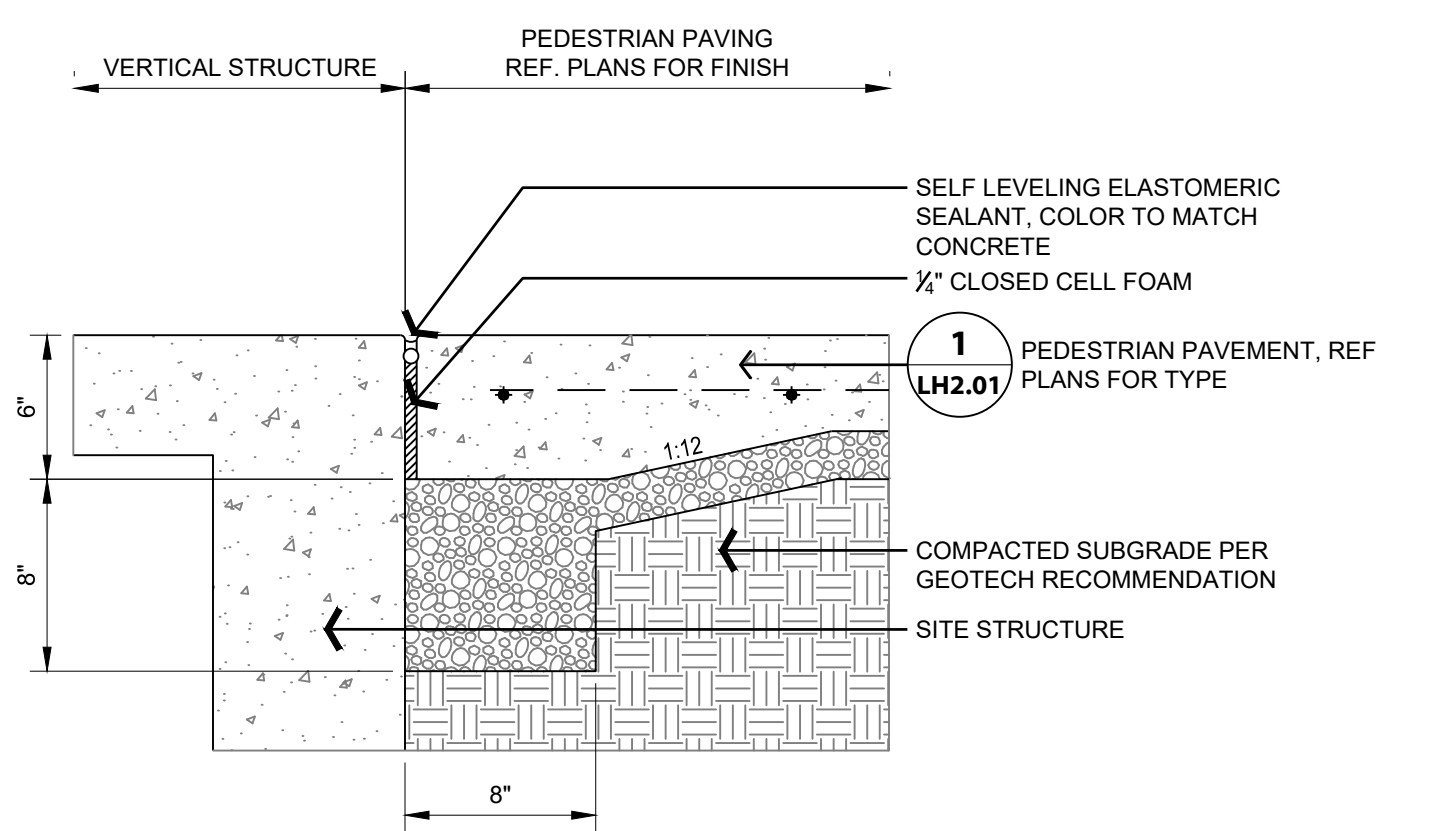 PEDESTRIAN PAVING
VERTICAL STRUCTURE
REF. PLANS FOR FINISH
SELF LEVELING ELASTOMERIC
SEALANT, COLOR TO MATCH
CONCRETE
1/4" CLOSED CELL FOAM
1
LH2.01
PEDESTRIAN PAVEMENT, REF
PLANS FOR TYPE
6"
1:12
8"
COMPACTED SUBGRADE PER
GEOTECH RECOMMENDATION
SITE STRUCTURE
8"